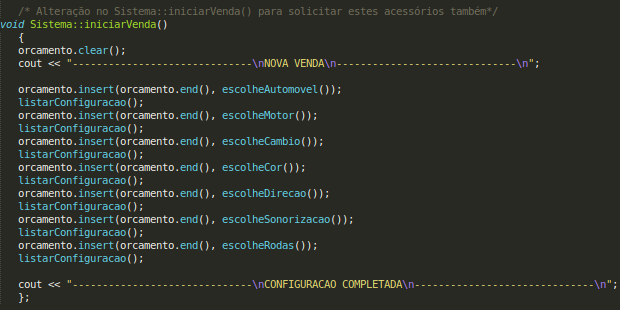 /* Alteração no Sistema::iniciarVenda() para solicitar estes acessórios também*/
void Sistema::iniciarVenda()
{
orcamento.clear();
cout << "------------------------------\nNOVA VENDA\n------------------------------\n";
orcamento.insert(orcamento.end(), escolheAutomovel());
listarConfiguracao();
orcamento.insert(orcamento.end(), escolheMotor());
listarConfiguracao();
orcamento.insert(orcamento.end(), escolheCambio());
listarConfiguracao();
orcamento.insert(orcamento.end(), escolheCor());
listarConfiguracao();
orcamento.insert(orcamento.end(), escolheDirecao());
listarConfiguracao();
orcamento.insert(orcamento.end(), escolheSonorizacao());
listarConfiguracao();
orcamento.insert(orcamento.end(), escolheRodas());
listarConfiguracao();
cout << "------------------------------\nCONFIGURACAO COMPLETADA\n------------------------------\n";
};